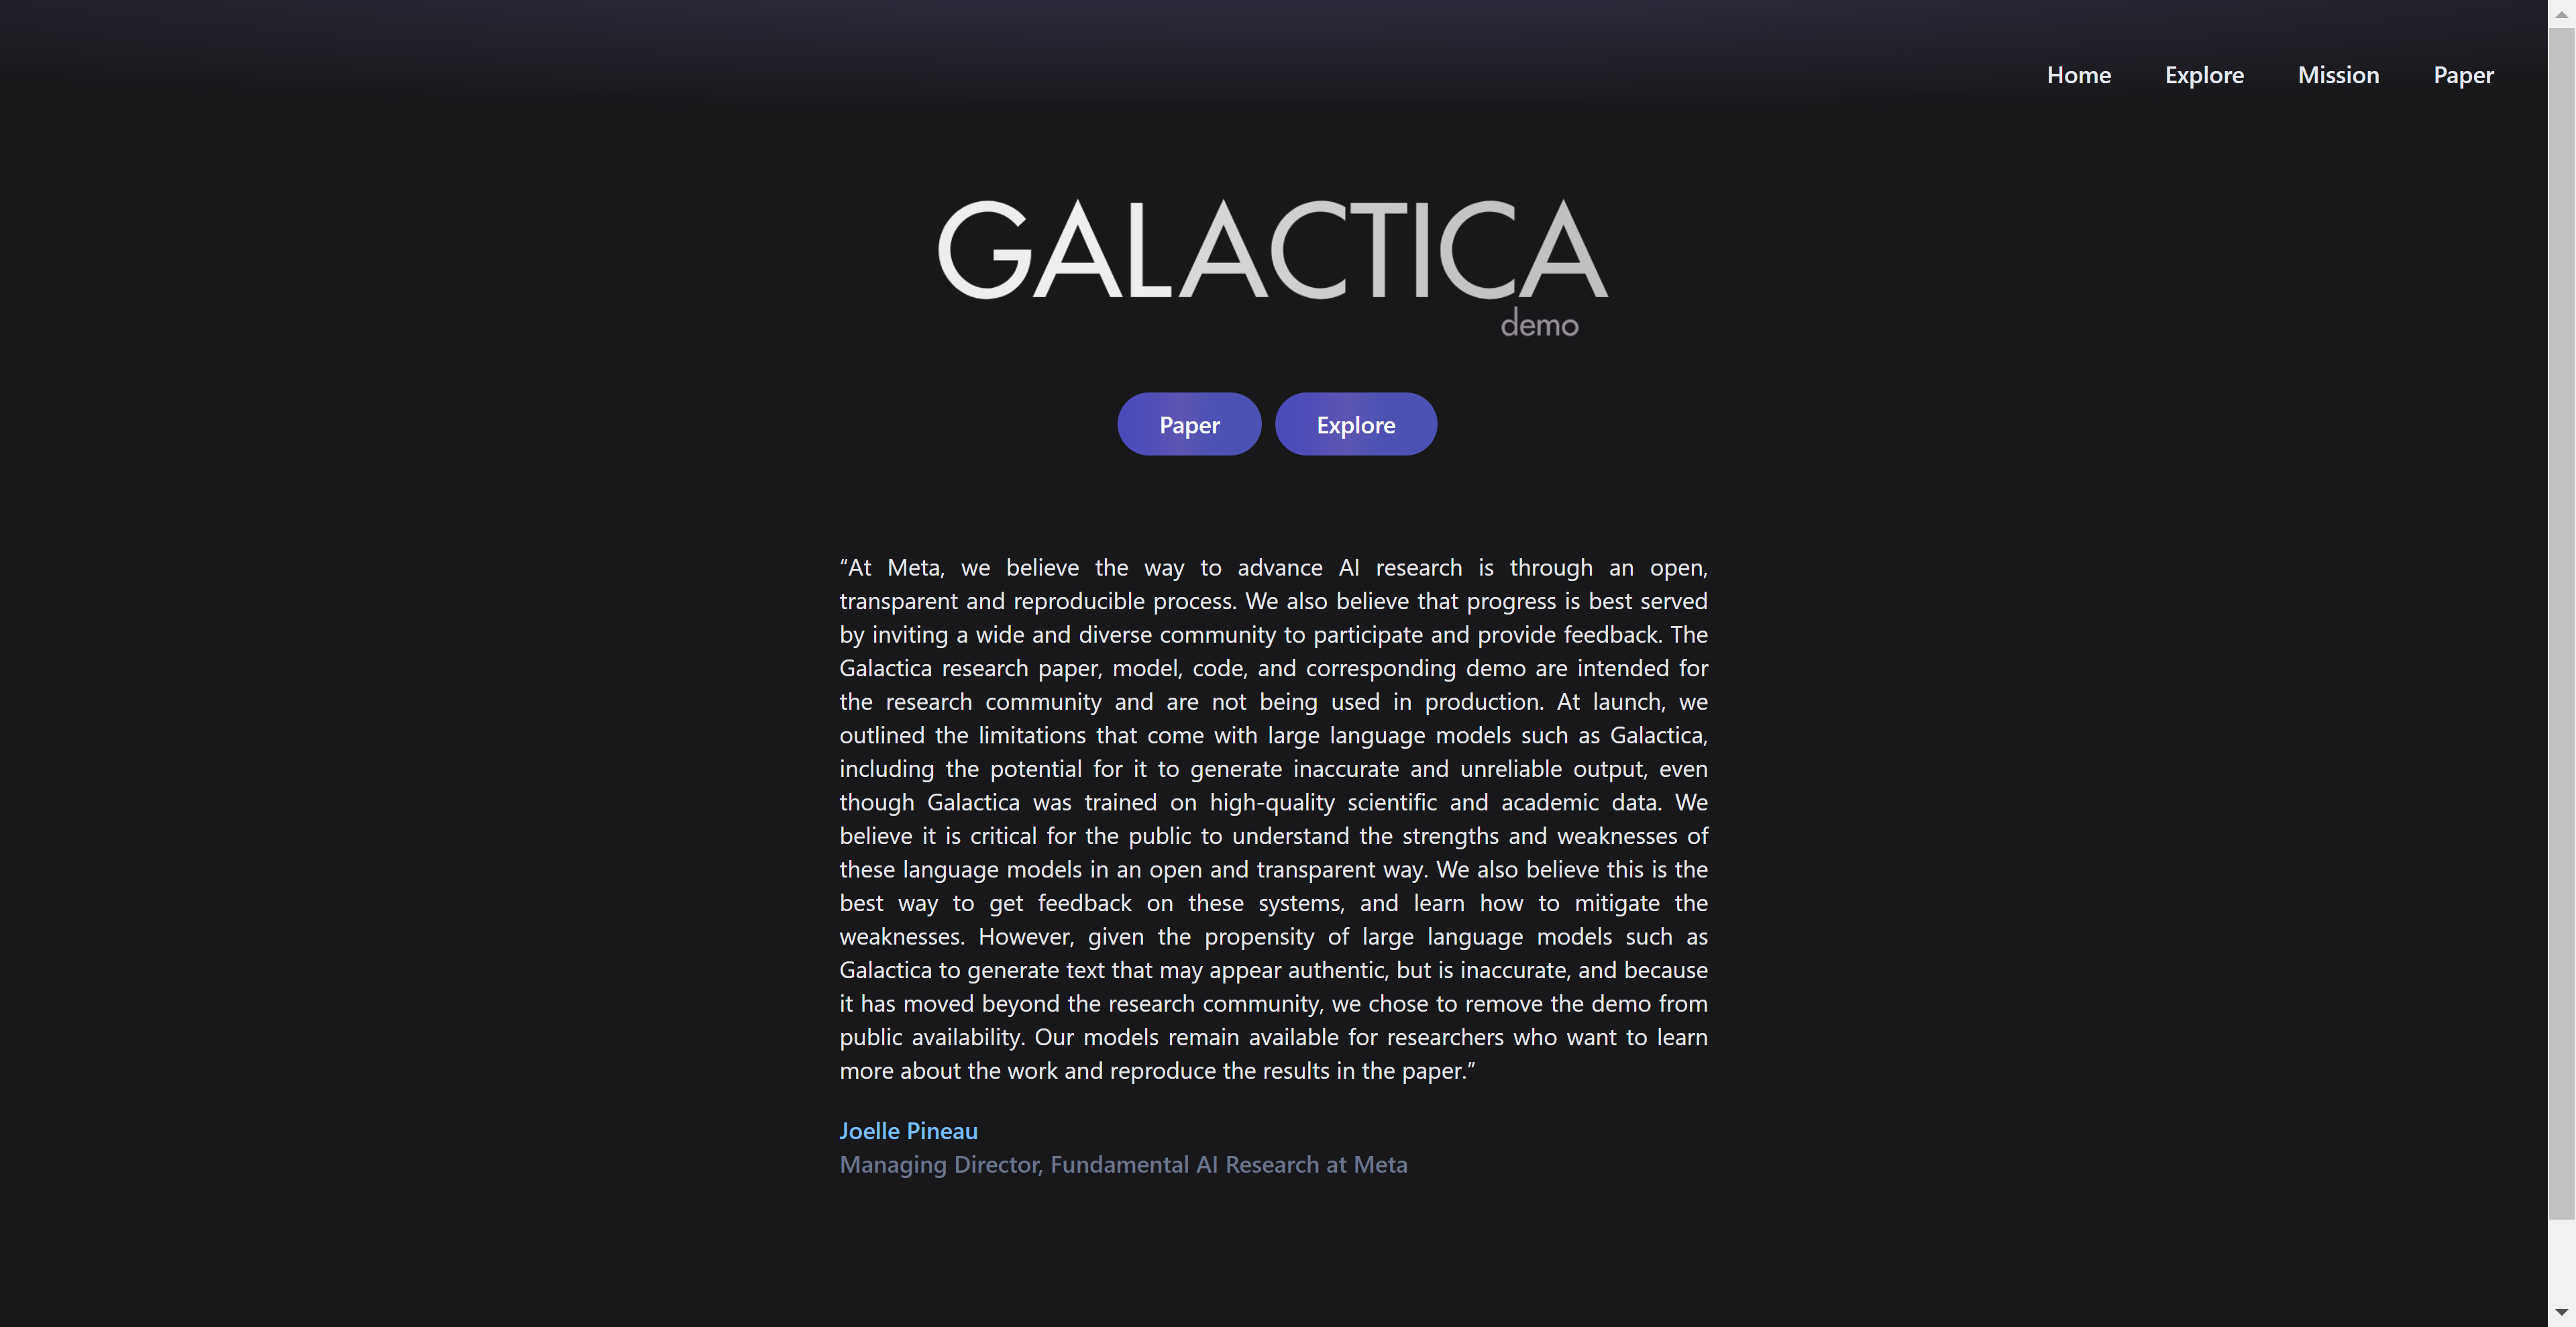 Home
Explore
Mission
Paper
GALACTICA
demo
Paper
Explore
“At Meta, we believe the way to advance AI research is through an open,
transparent and reproducible process. We also believe that progress is best served
by inviting a wide and diverse community to participate and provide feedback. The
Galactica research paper, model, code, and corresponding demo are intended for
the research community and are not being used in production. At launch, we
outlined the limitations that come with large language models such as Galactica,
including the potential for it to generate inaccurate and unreliable output, even
though Galactica was trained on high-quality scientific and academic data. We
believe it is critical for the public to understand the strengths and weaknesses of
these language models in an open and transparent way. We also believe this is the
best way to get feedback on these systems, and learn how to mitigate the
weaknesses. However, given the propensity of large language models such as
Galactica to generate text that may appear authentic, but is inaccurate, and because
it has moved beyond the research community, we chose to remove the demo from
public availability. Our models remain available for researchers who want to learn
more about the work and reproduce the results in the paper.”
Joelle Pineau
Managing Director, Fundamental AI Research at Meta